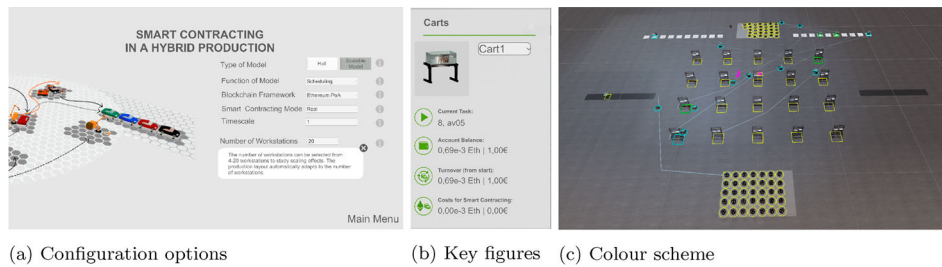 SMART CONTRACTING
IN A HYBRID PRODUCTION
Type of Model
Hall
Scalable
Model
Function of Model
Scheduling
Blockchain Framework
Ethereum PoA
Smart Contracting Mode
Real
Timescale
1
Number of Workstations
20
The number of workstations can be selected from
4-20 workstations to study scaling effects. The
production layout automatically adapts to the number
of workstations.
Main Menu
Carts
Cart1
Current Task:
8, av05
Account Balance:
0,69e-3 Eth | 1,00€
Turnover (from start):
0,69e-3 Eth | 1,00€
Costs for Smart Contracting:
0,00e-3 Eth | 0,00€
(a) Configuration options
(b) Key figures
(c) Colour scheme